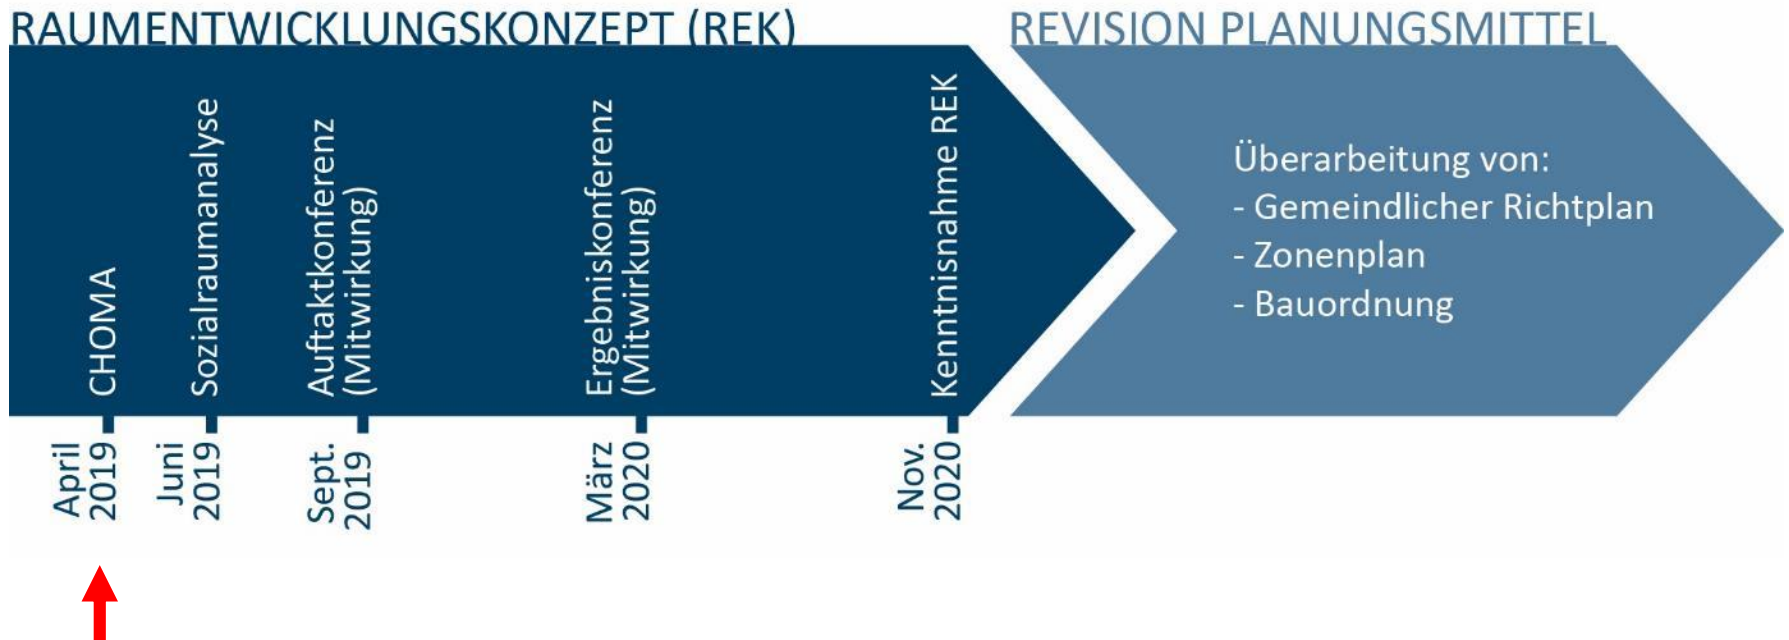 RAUMENTWICKLUNGSKONZEPT (REK)
CHOMA
Sozialraumanalyse
Auftaktkonferenz
(Mitwirkung)
Ergebniskonferenz
(Mitwirkung)
Kenntnisnahme REK
April
2019
Juni
2019
Sept.
2019
März
2020
Nov.
2020
REVISION PLANUNGSMITTEL
Überarbeitung von:
- Gemeindlicher Richtplan
- Zonenplan
- Bauordnung